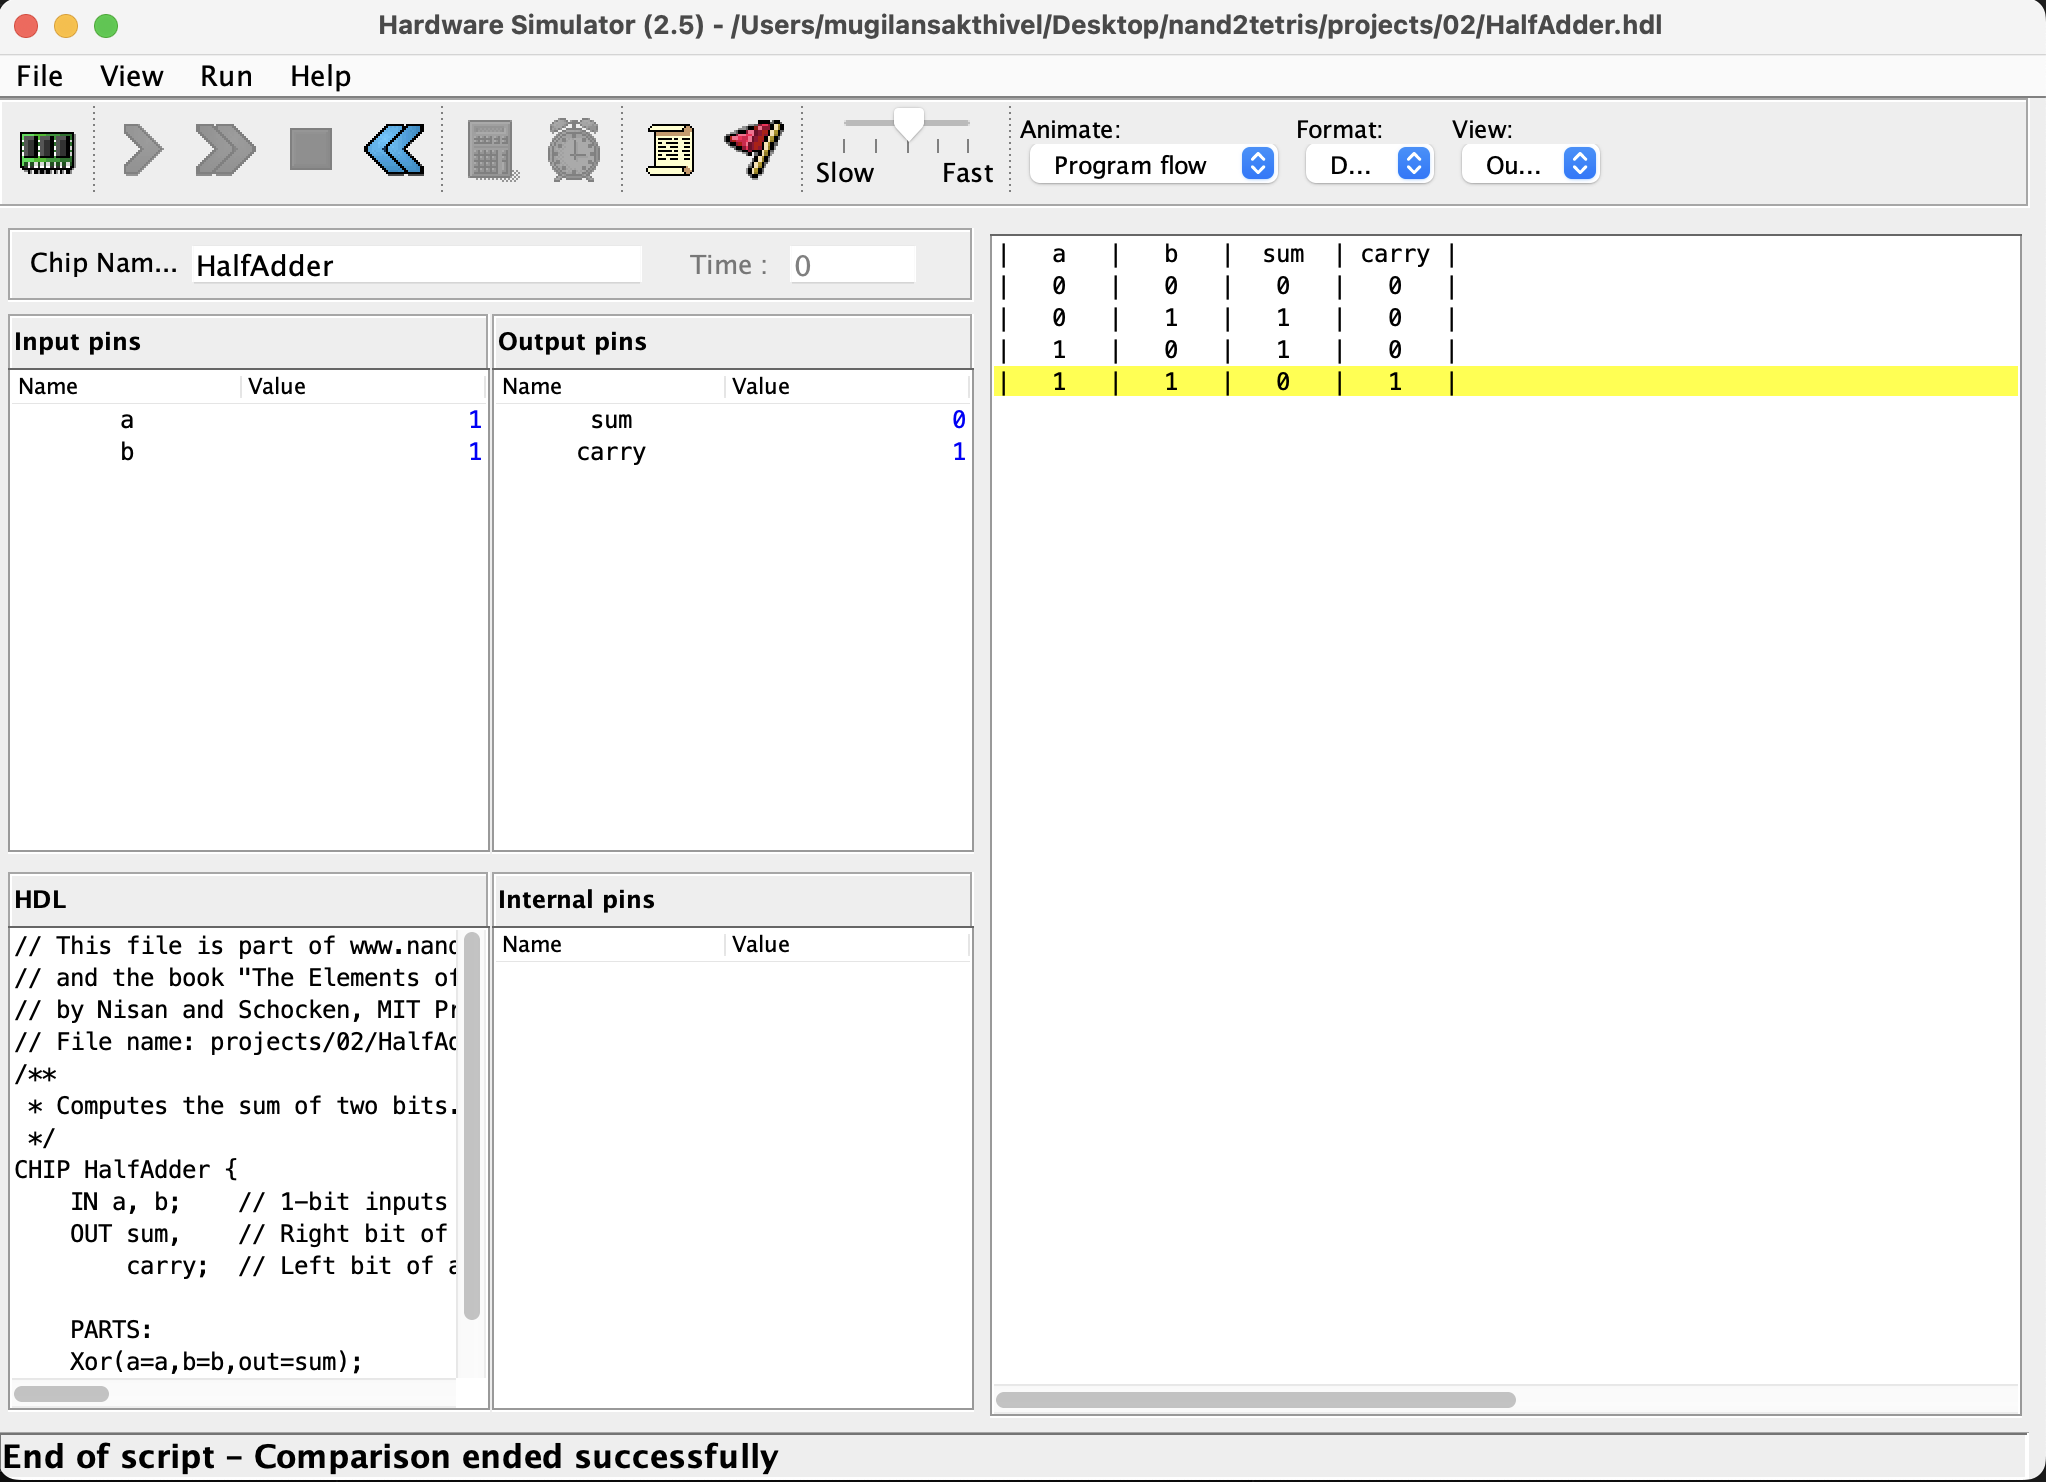 Hardware Simulator (2.5) - /Users/mugilansakthivel/Desktop/nand2tetris/projects/02/HalfAdder.hdl
File View Run Help
Animate: Format: View:
Slow Fast Program flow D... Ou...
Chip Nam... HalfAdder Time : 0
Input pins
Name Value
a 1
b 1
Output pins
Name Value
sum 0
carry 1
HDL
// This file is part of www.nand
// and the book "The Elements of
// by Nisan and Schocken, MIT Pr
// File name: projects/02/HalfAd
/**
 * Computes the sum of two bits.
 */
CHIP HalfAdder {
    IN a, b;    // 1-bit inputs
    OUT sum,    // Right bit of
        carry;  // Left bit of a
    PARTS:
    Xor(a=a,b=b,out=sum);
Internal pins
Name Value
|   a   |   b   |  sum  | carry |
|   0   |   0   |   0   |   0   |
|   0   |   1   |   1   |   0   |
|   1   |   0   |   1   |   0   |
|   1   |   1   |   0   |   1   |
End of script - Comparison ended successfully